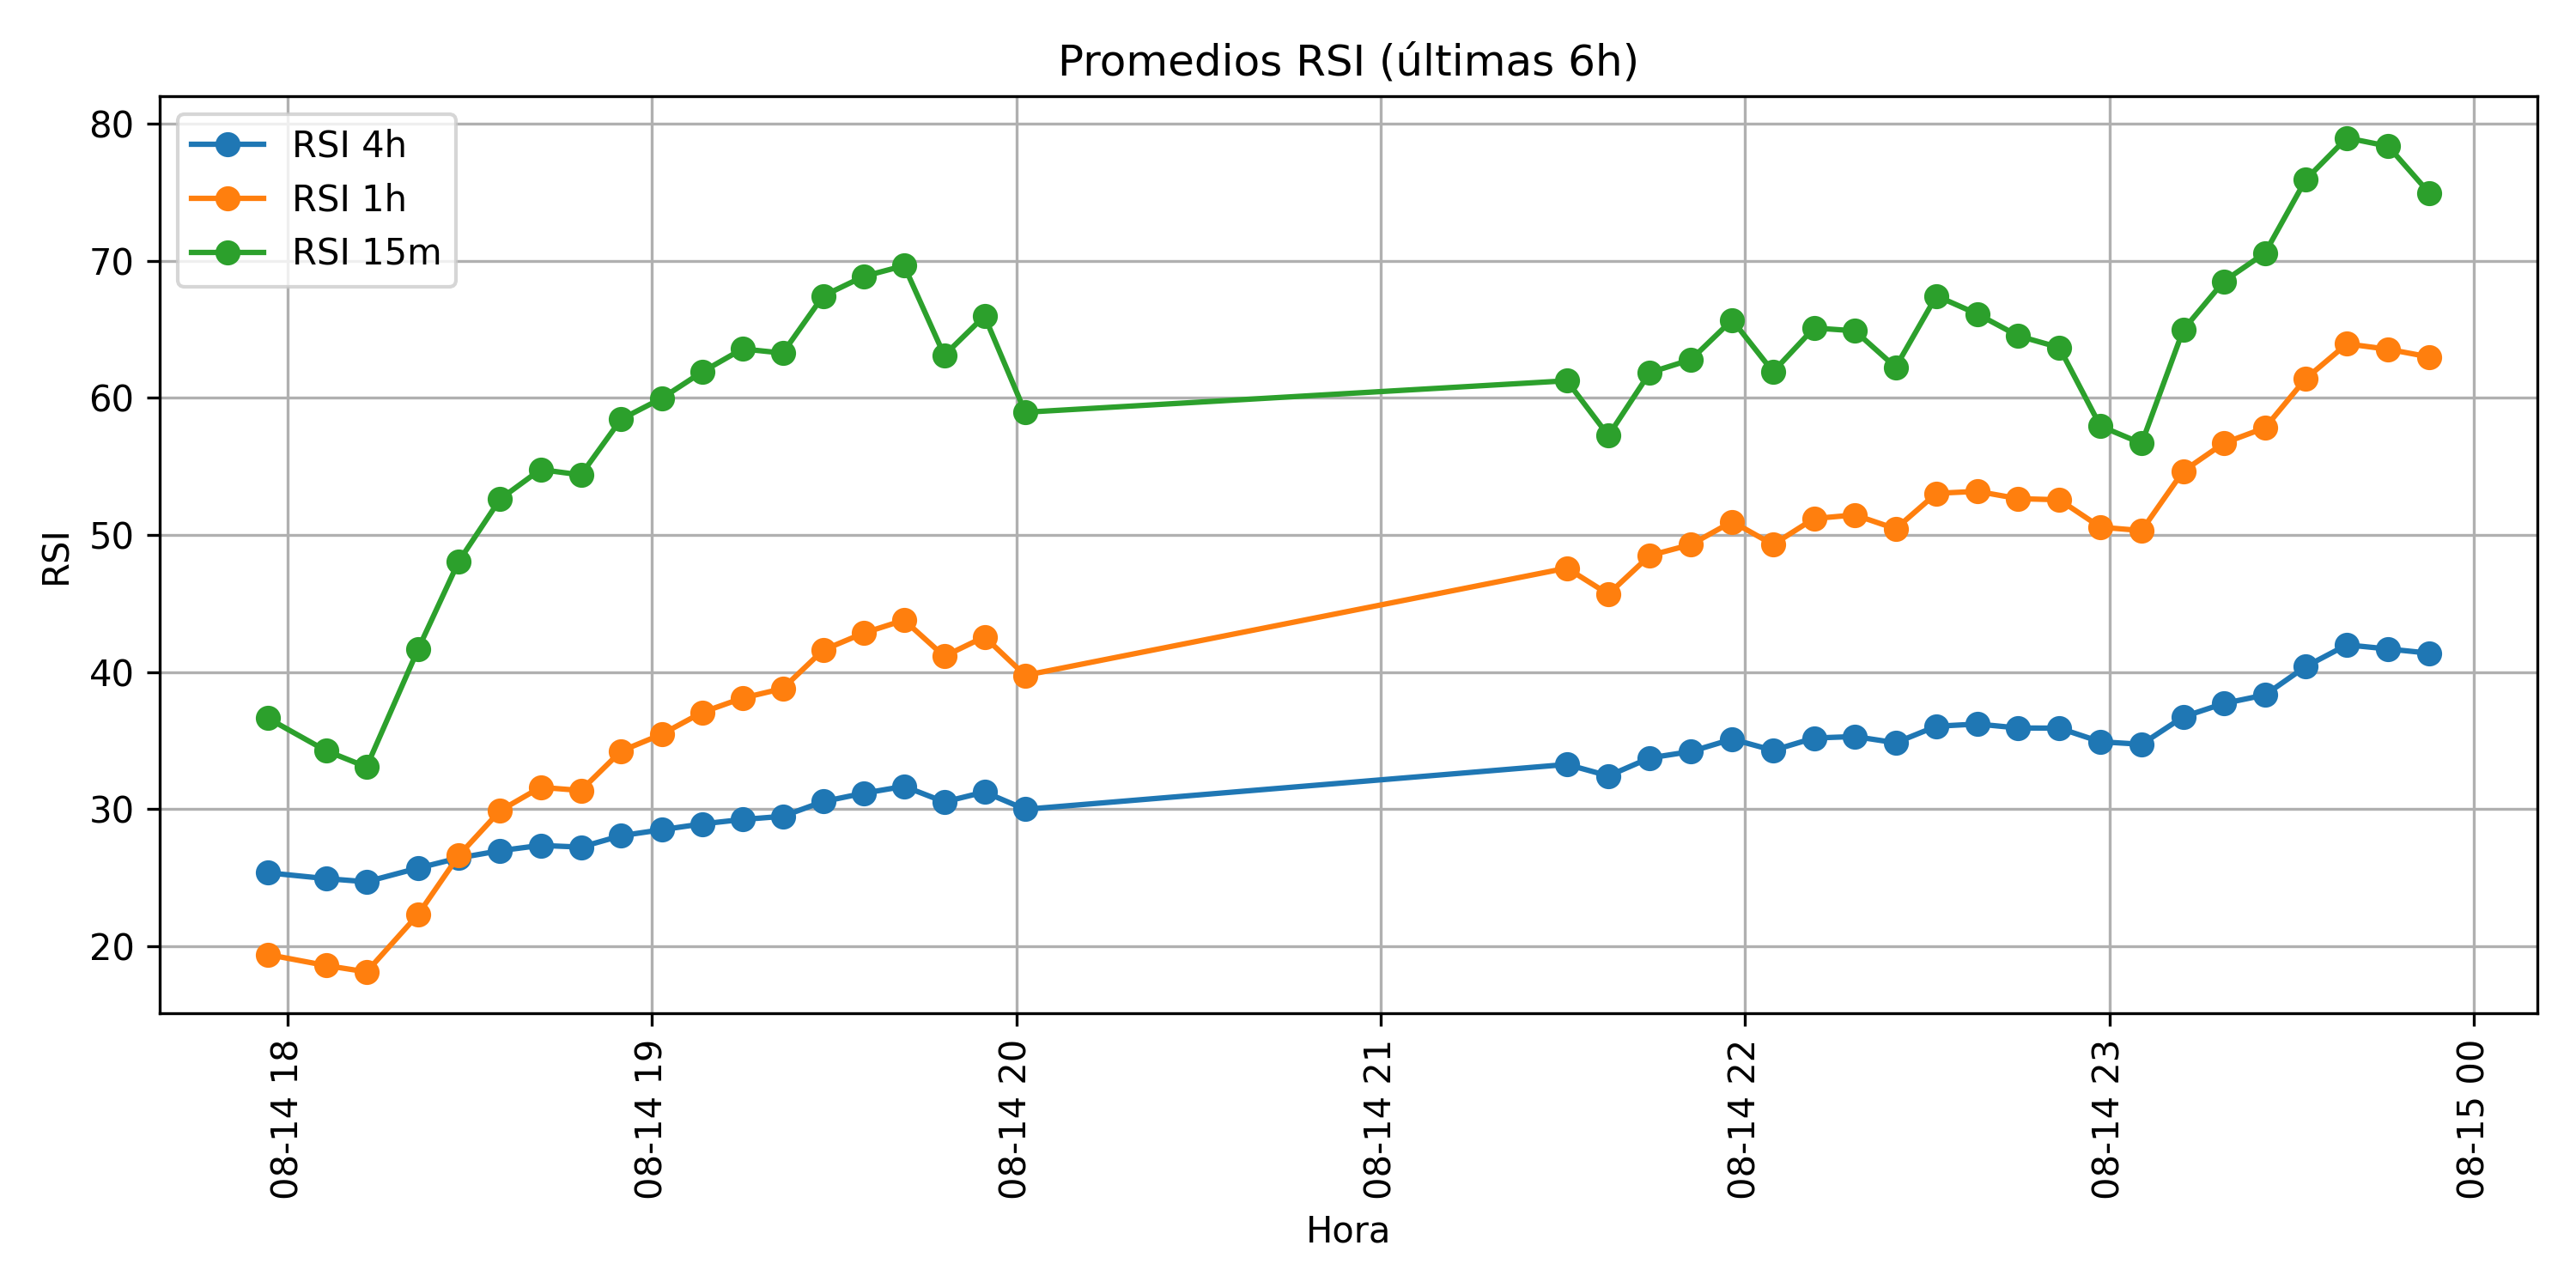 Promedios RSI (últimas 6h)
RSI 4h
RSI 1h
RSI 15m
80
70
60
50
40
30
20
RSI
08-14 18
08-14 19
08-14 20
08-14 21
08-14 22
08-14 23
08-15 00
Hora